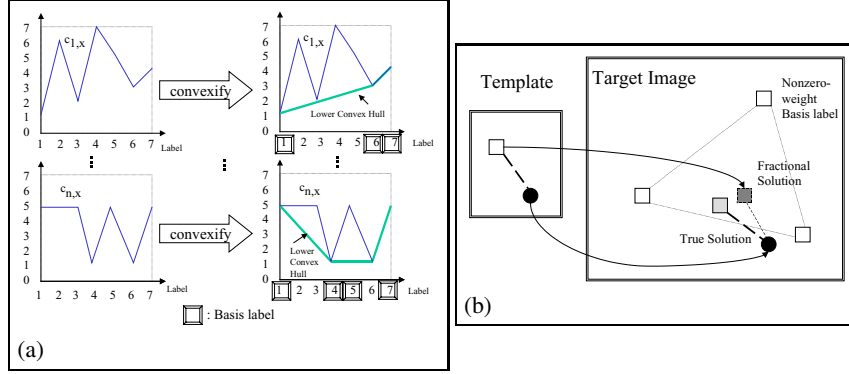 7
6
5
4
3
2
1
0
c1,x
1 2 3 4 5 6 7 Label
convexify
7
6
5
4
3
2
1
0
c1,x
Lower Convex Hull
1 2 3 4 5 6 7 Label
7
6
5
4
3
2
1
0
cn,x
1 2 3 4 5 6 7 Label
convexify
7
6
5
4
3
2
1
0
cn,x
Lower
Convex
Hull
1 2 3 4 5 6 7 Label
: Basis label
(a)
Template
Target Image
Nonzero-
weight
Basis label
Fractional
Solution
True Solution
(b)